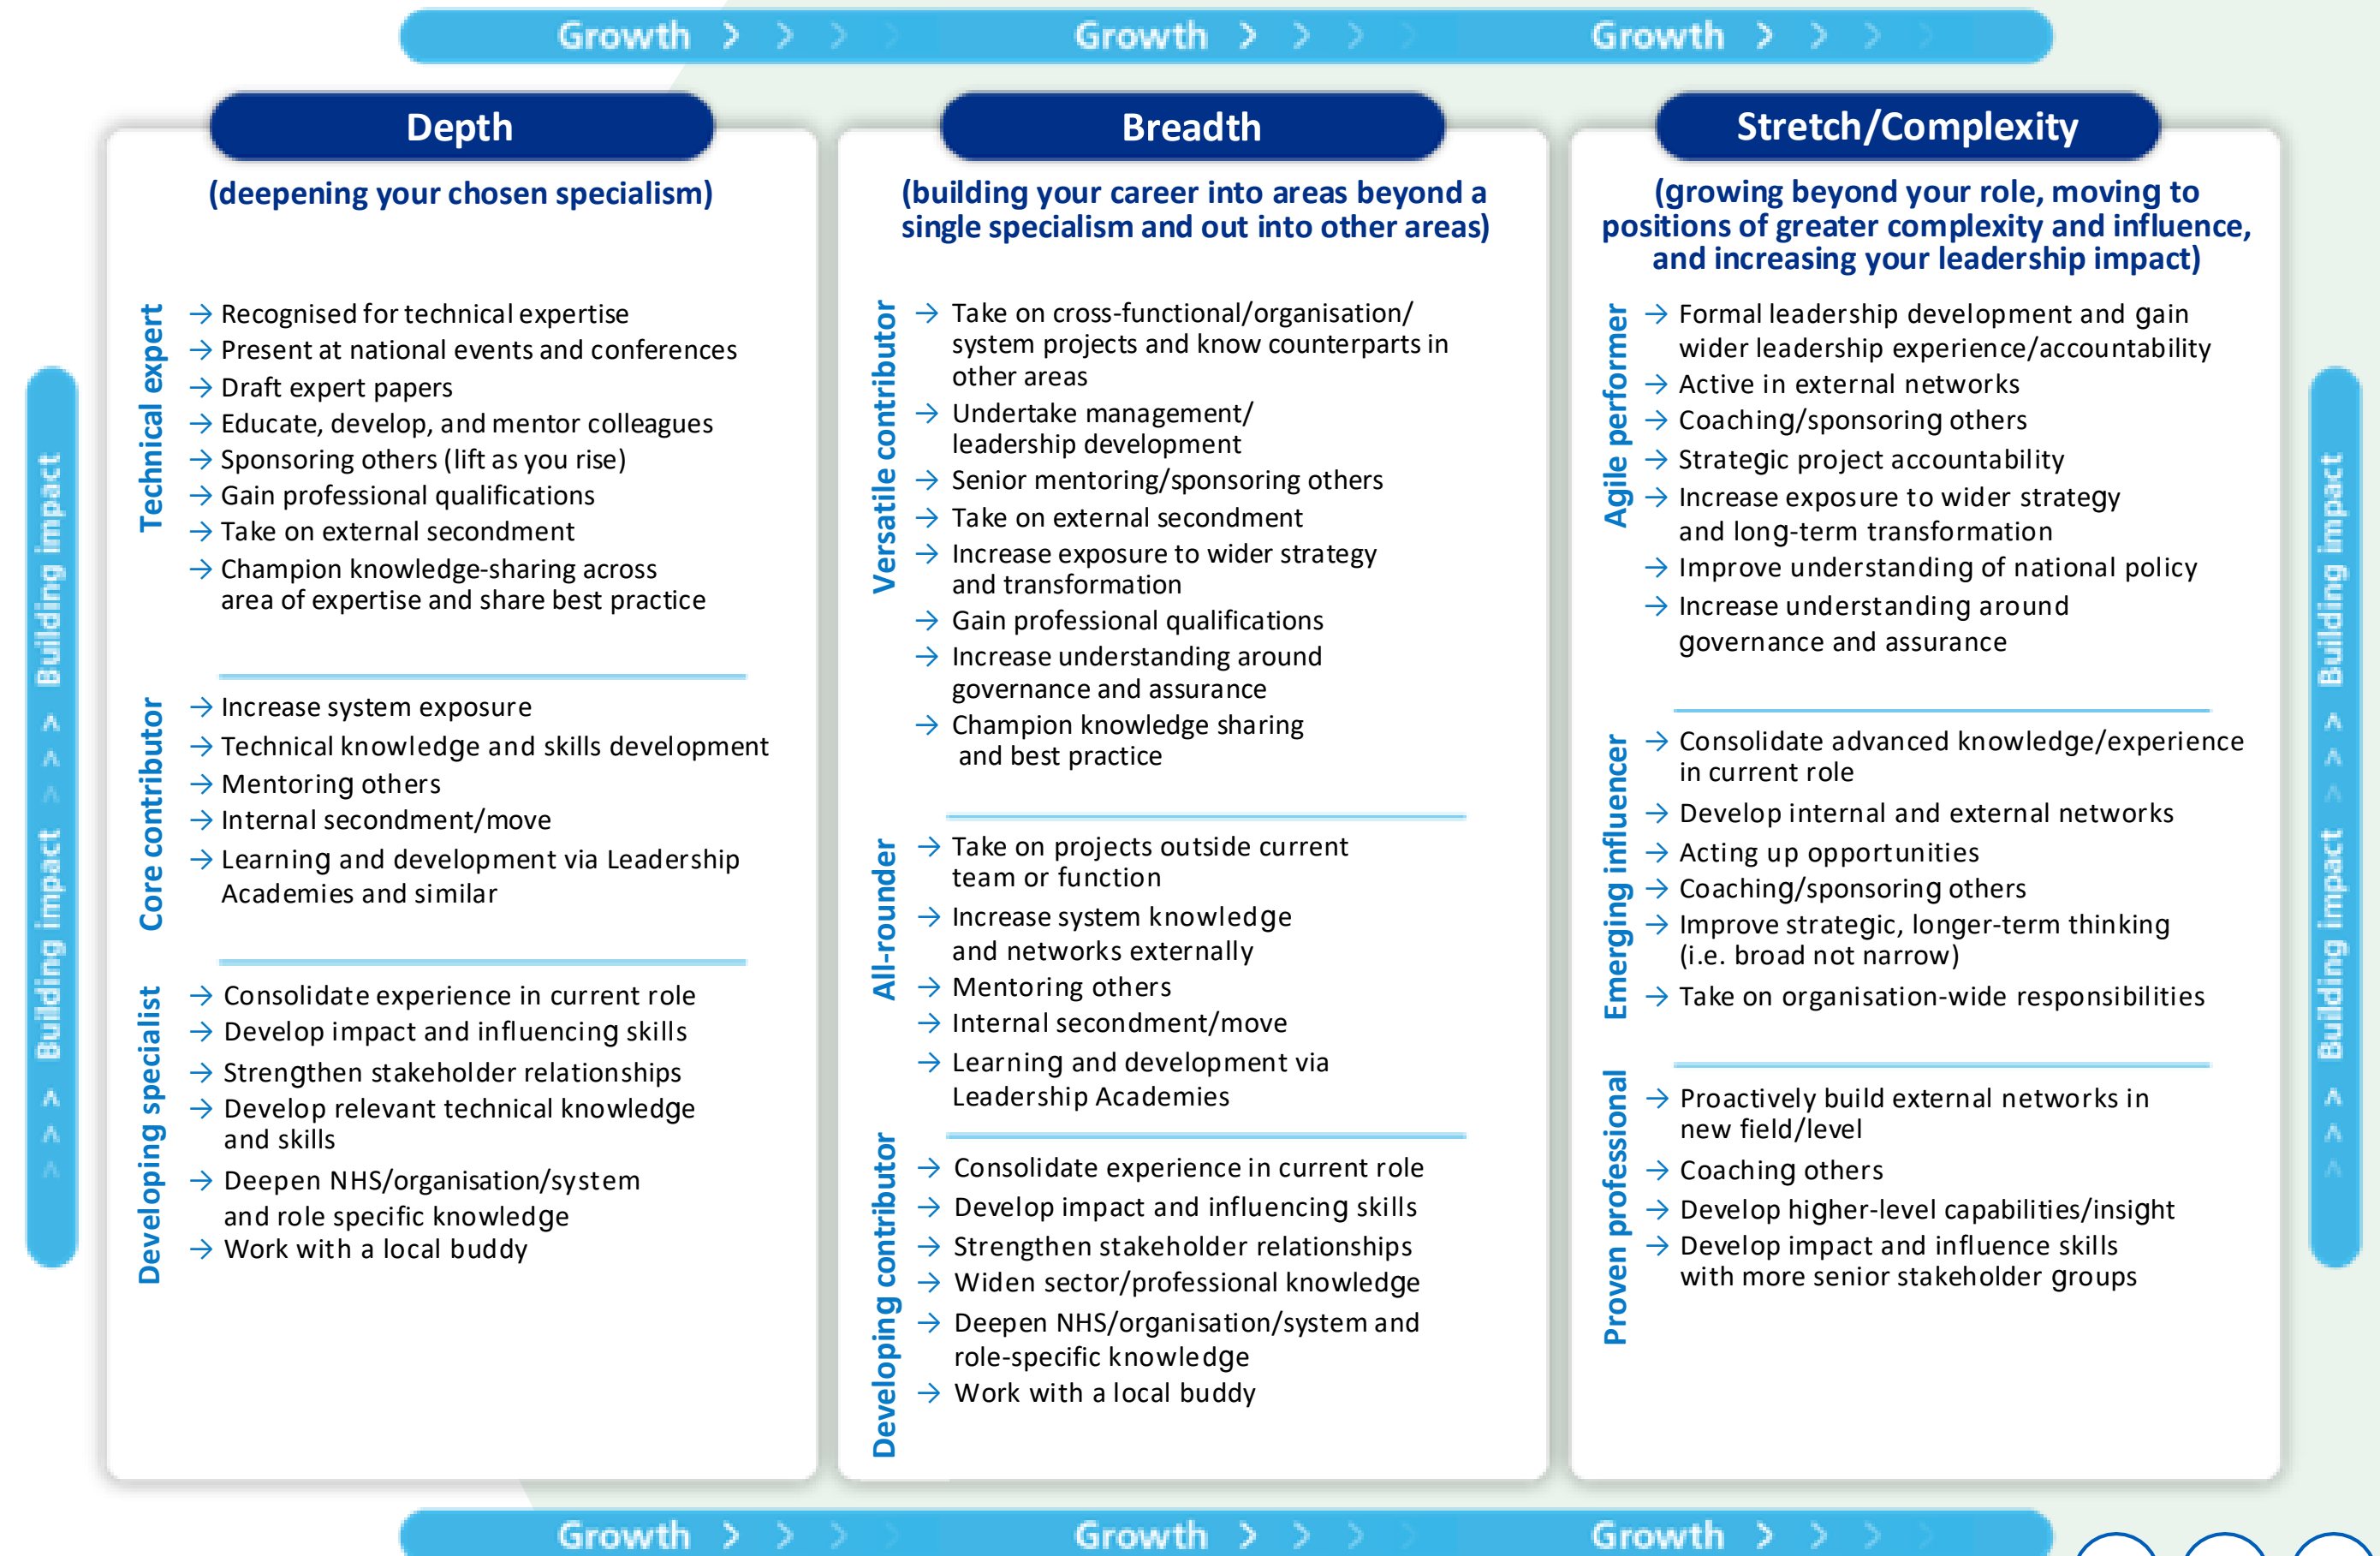 Growth > > > > Growth > > > > Growth > > > >
Building impact > > > Building impact > > >
Depth
(deepening your chosen specialism)
Technical expert
→ Recognised for technical expertise
→ Present at national events and conferences
→ Draft expert papers
→ Educate, develop, and mentor colleagues
→ Sponsoring others (lift as you rise)
→ Gain professional qualifications
→ Take on external secondment
→ Champion knowledge-sharing across
area of expertise and share best practice
Core contributor
→ Increase system exposure
→ Technical knowledge and skills development
→ Mentoring others
→ Internal secondment/move
→ Learning and development via Leadership
Academies and similar
Developing specialist
→ Consolidate experience in current role
→ Develop impact and influencing skills
→ Strengthen stakeholder relationships
→ Develop relevant technical knowledge
and skills
→ Deepen NHS/organisation/system
and role specific knowledge
→ Work with a local buddy
Breadth
(building your career into areas beyond a
single specialism and out into other areas)
Versatile contributor
→ Take on cross-functional/organisation/
system projects and know counterparts in
other areas
→ Undertake management/
leadership development
→ Senior mentoring/sponsoring others
→ Take on external secondment
→ Increase exposure to wider strategy
and transformation
→ Gain professional qualifications
→ Increase understanding around
governance and assurance
→ Champion knowledge sharing
and best practice
All-rounder
→ Take on projects outside current
team or function
→ Increase system knowledge
and networks externally
→ Mentoring others
→ Internal secondment/move
→ Learning and development via
Leadership Academies
Developing contributor
→ Consolidate experience in current role
→ Develop impact and influencing skills
→ Strengthen stakeholder relationships
→ Widen sector/professional knowledge
→ Deepen NHS/organisation/system and
role-specific knowledge
→ Work with a local buddy
Stretch/Complexity
(growing beyond your role, moving to
positions of greater complexity and influence,
and increasing your leadership impact)
Agile performer
→ Formal leadership development and gain
wider leadership experience/accountability
→ Active in external networks
→ Coaching/sponsoring others
→ Strategic project accountability
→ Increase exposure to wider strategy
and long-term transformation
→ Improve understanding of national policy
→ Increase understanding around
governance and assurance
Emerging influencer
→ Consolidate advanced knowledge/experience
in current role
→ Develop internal and external networks
→ Acting up opportunities
→ Coaching/sponsoring others
→ Improve strategic, longer-term thinking
(i.e. broad not narrow)
→ Take on organisation-wide responsibilities
Proven professional
→ Proactively build external networks in
new field/level
→ Coaching others
→ Develop higher-level capabilities/insight
→ Develop impact and influence skills
with more senior stakeholder groups
Building impact > > > Building impact > > >
Growth > > > > Growth > > > > Growth > > > >